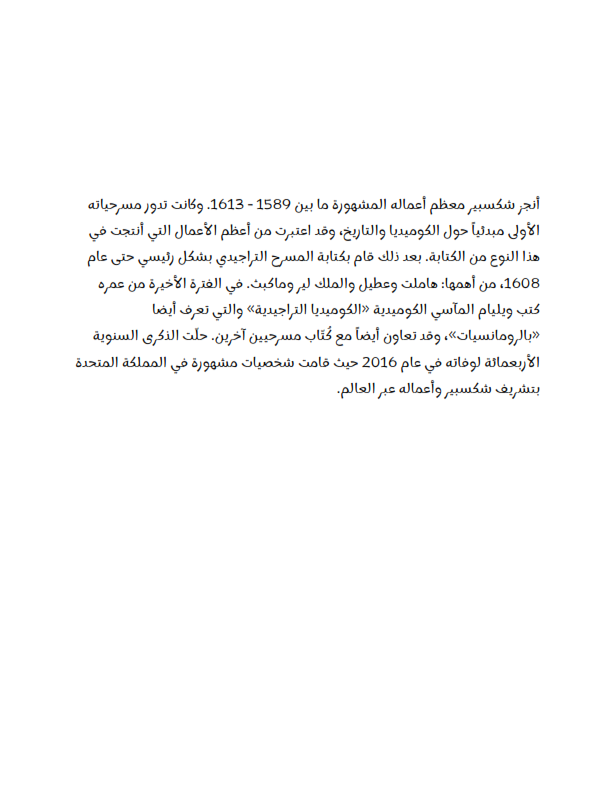 أنجز شكسبير معظم أعماله المشهورة ما بين 1589 - 1613. وكانت تدور مسرحياته
الأولى مبدئياً حول الكوميديا والتاريخ، وقد اعتبرت من أعظم الأعمال التي أنتجت في
هذا النوع من الكتابة. بعد ذلك قام بكتابة المسرح التراجيدي بشكل رئيسي حتى عام
1608، من أهمها: هاملت وعطيل والملك لير وماكبث. في الفترة الأخيرة من عمره
كتب ويليام المآسي الكوميدية «الكوميديا التراجيدية» والتي تعرف أيضا
«بالرومانسيات»، وقد تعاون أيضاً مع كُتّاب مسرحيين آخرين. حلّت الذكرى السنوية
الأربعمائة لوفاته في عام 2016 حيث قامت شخصيات مشهورة في المملكة المتحدة
بتشريف شكسبير وأعماله عبر العالم.